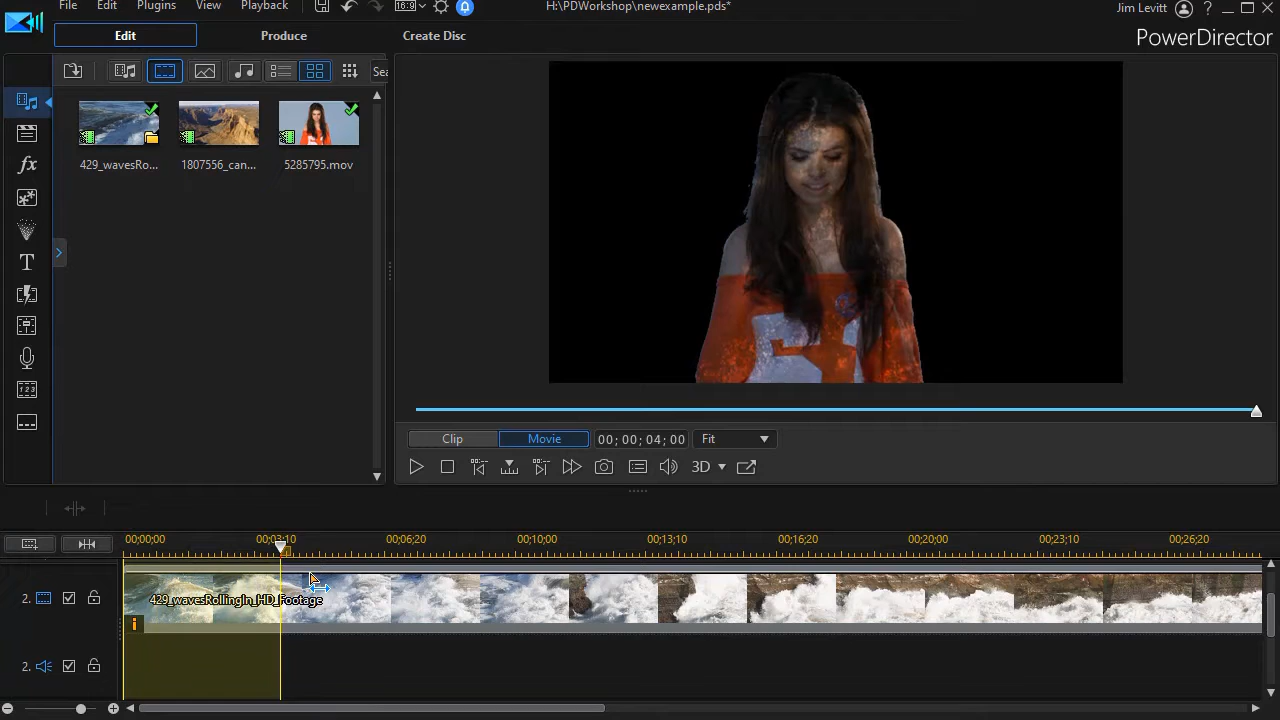 File Edit Plugins View Playback 16:9 ? H:\PDWorkshop\newexample.pds* Jim Levitt
Edit Produce Create Disc PowerDirector
Sea
429_wavesRo... 1807556_can... 5285795.mov
fx
T
Clip Movie 00; 00; 04; 00 Fit
3D
00;00;00 00;03;10 00;06;20 00;10;00 00;13;10 00;16;20 00;20;00 00;23;10 00;26;20
2. 429_wavesRollingIn_HD_Footage
i
2.